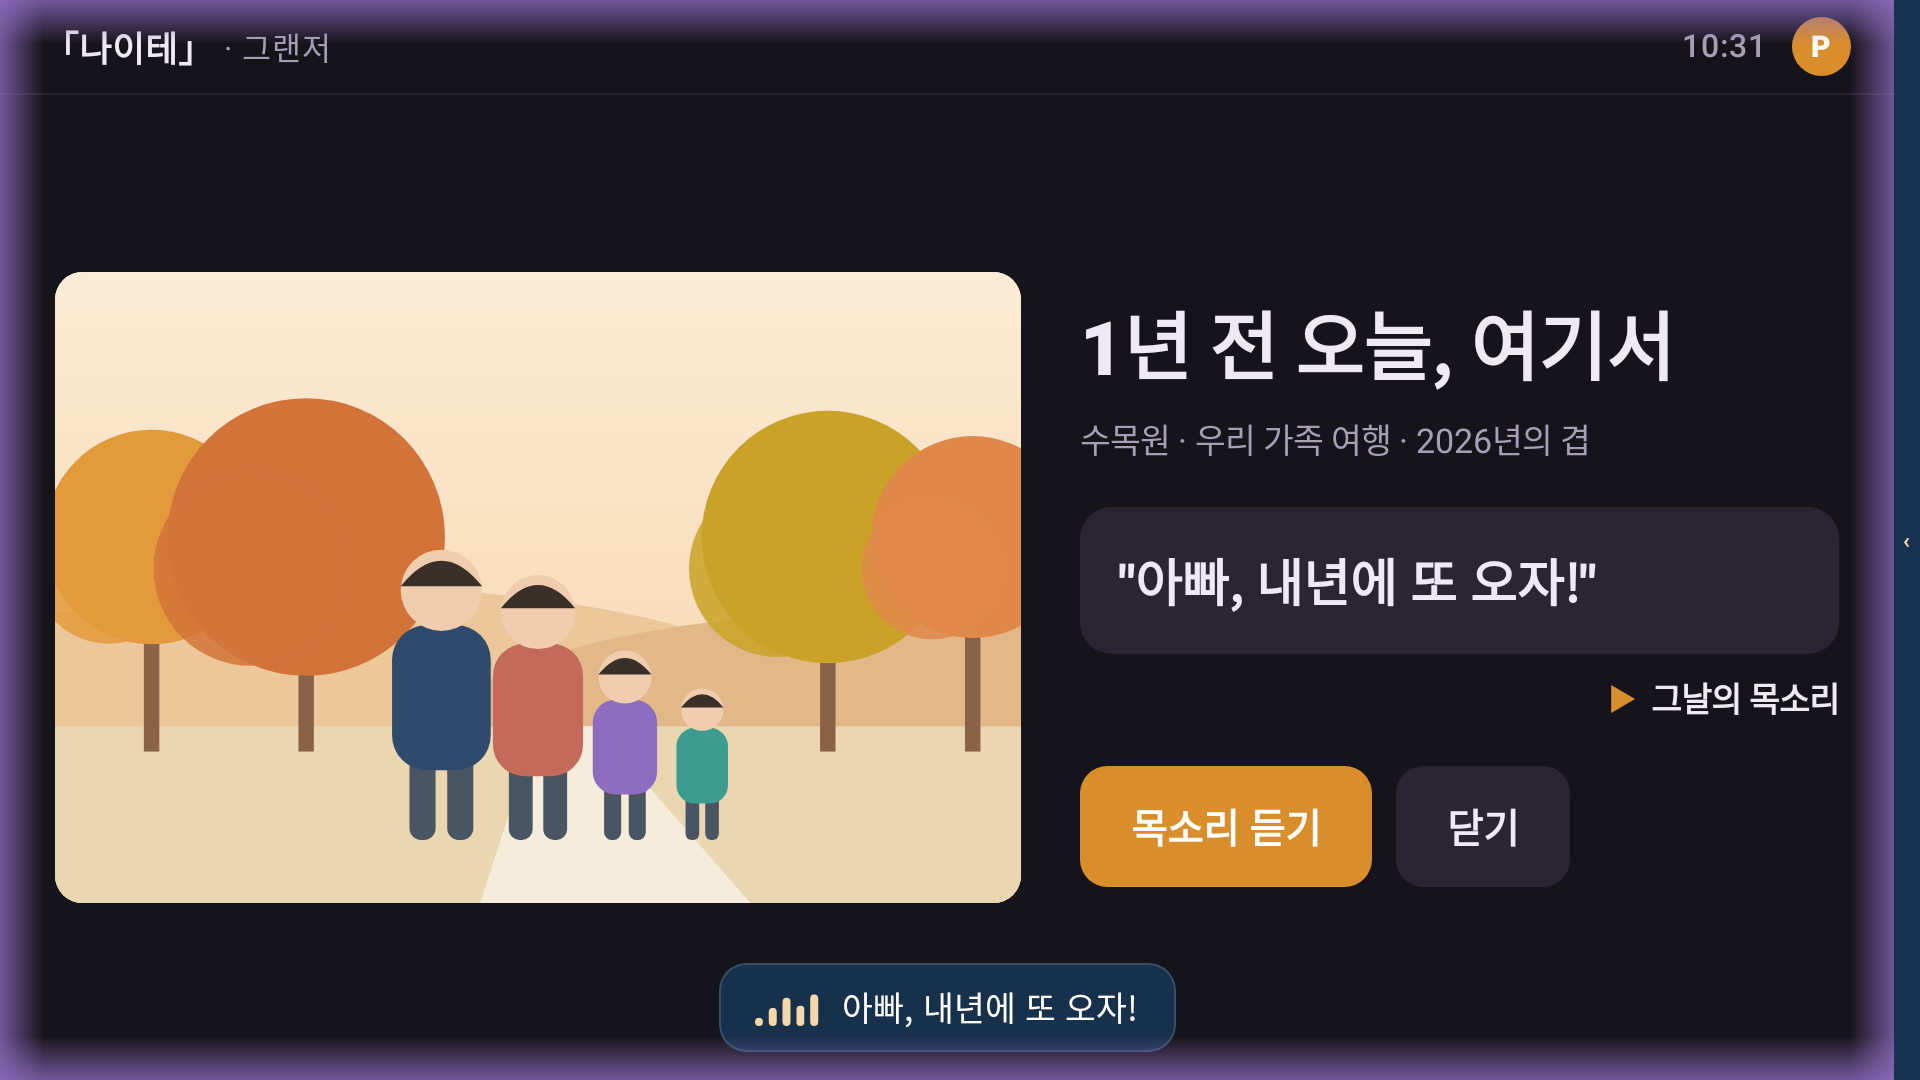 「나이테」 · 그랜저
10:31
P
1년 전 오늘, 여기서
수목원 · 우리 가족 여행 · 2026년의 겹
"아빠, 내년에 또 오자!"
▶ 그날의 목소리
목소리 듣기
닫기
아빠, 내년에 또 오자!
‹